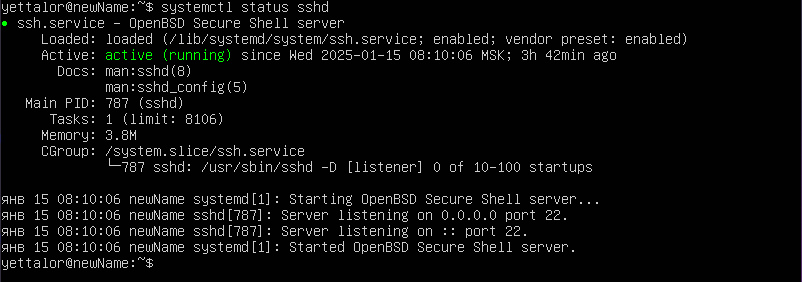 yettalor@newName:~$ systemctl status sshd
● ssh.service – OpenBSD Secure Shell server
Loaded: loaded (/lib/systemd/system/ssh.service; enabled; vendor preset: enabled)
Active: active (running) since Wed 2025-01-15 08:10:06 MSK; 3h 42min ago
Docs: man:sshd(8)
man:sshd_config(5)
Main PID: 787 (sshd)
Tasks: 1 (limit: 8106)
Memory: 3.8M
CGroup: /system.slice/ssh.service
└─787 sshd: /usr/sbin/sshd -D [listener] 0 of 10-100 startups
янв 15 08:10:06 newName systemd[1]: Starting OpenBSD Secure Shell server...
янв 15 08:10:06 newName sshd[787]: Server listening on 0.0.0.0 port 22.
янв 15 08:10:06 newName sshd[787]: Server listening on :: port 22.
янв 15 08:10:06 newName systemd[1]: Started OpenBSD Secure Shell server.
yettalor@newName:~$